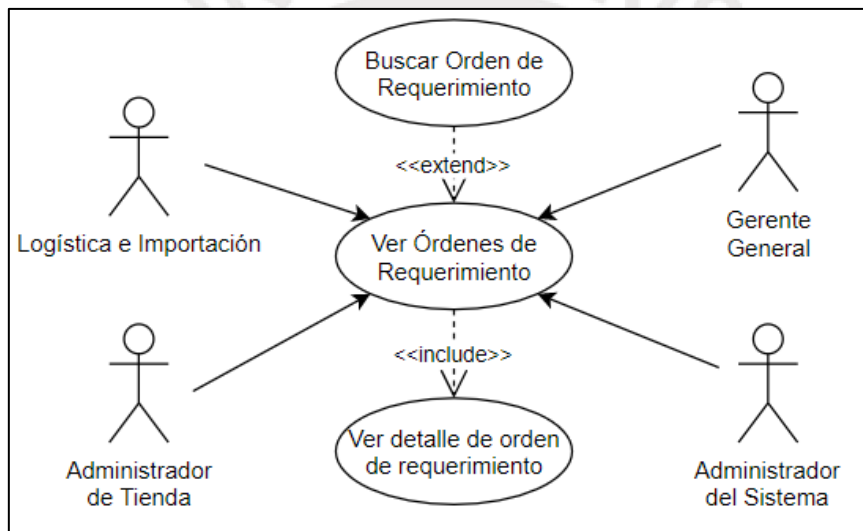 Buscar Orden de
Requerimiento
<<extend>>
Logística e Importación
Gerente
General
Ver Órdenes de
Requerimiento
<<include>>
Ver detalle de orden
de requerimiento
Administrador
de Tienda
Administrador
del Sistema